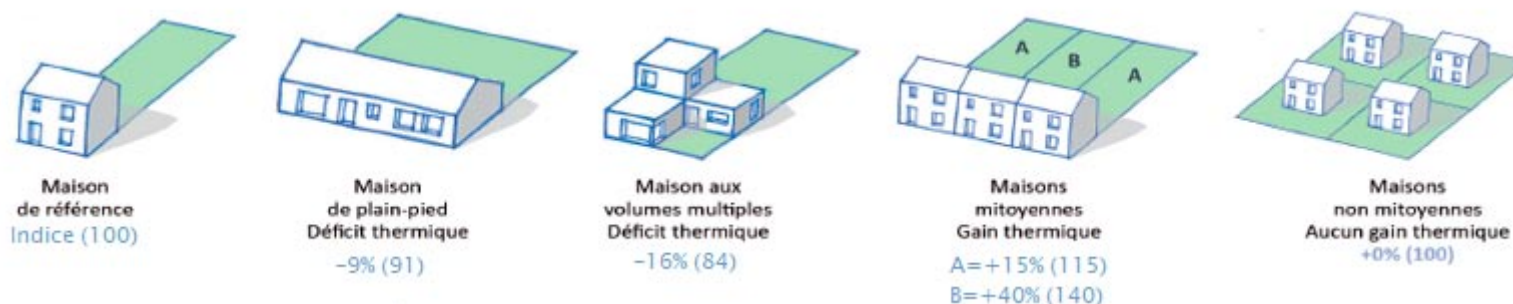 A
B
A
Maison
de référence
Indice (100)
Maison
de plain-pied
Déficit thermique
-9% (91)
Maison aux
volumes multiples
Déficit thermique
-16% (84)
Maisons
mitoyennes
Gain thermique
A=+15% (115)
B=+40% (140)
Maisons
non mitoyennes
Aucun gain thermique
+0% (100)